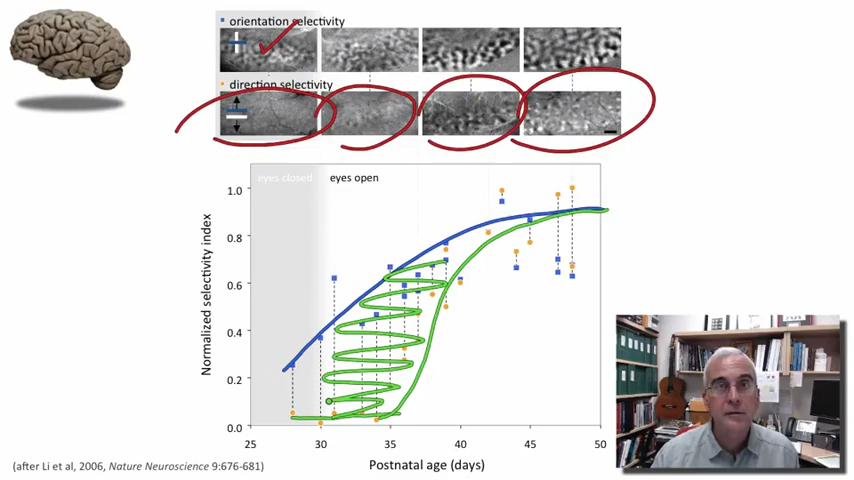 orientation selectivity
direction selectivity
eyes closed eyes open
1.0
0.8
0.6
0.4
0.2
0.0
Normalized selectivity index
25 30 35 40 45 50
Postnatal age (days)
(after Li et al, 2006, Nature Neuroscience 9:676-681)